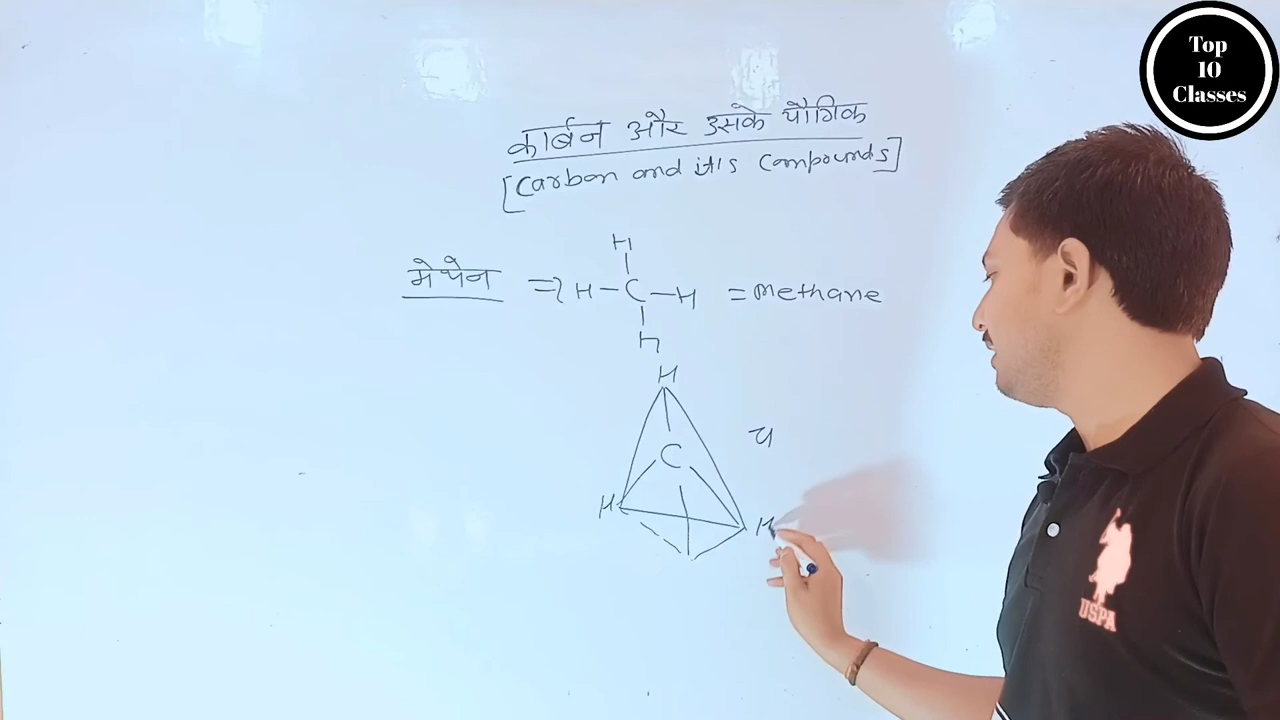 Top
10
Classes
कार्बन और उसके यौगिक
[Carbon and it's Compounds]
H
मेथेन ⇒ H-C-H = Methane
H
H
C
H H
USPA